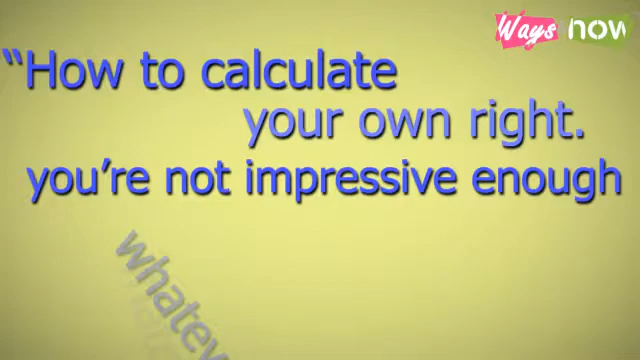 Ways now
“How to calculate
your own right.
you’re not impressive enough
whatev